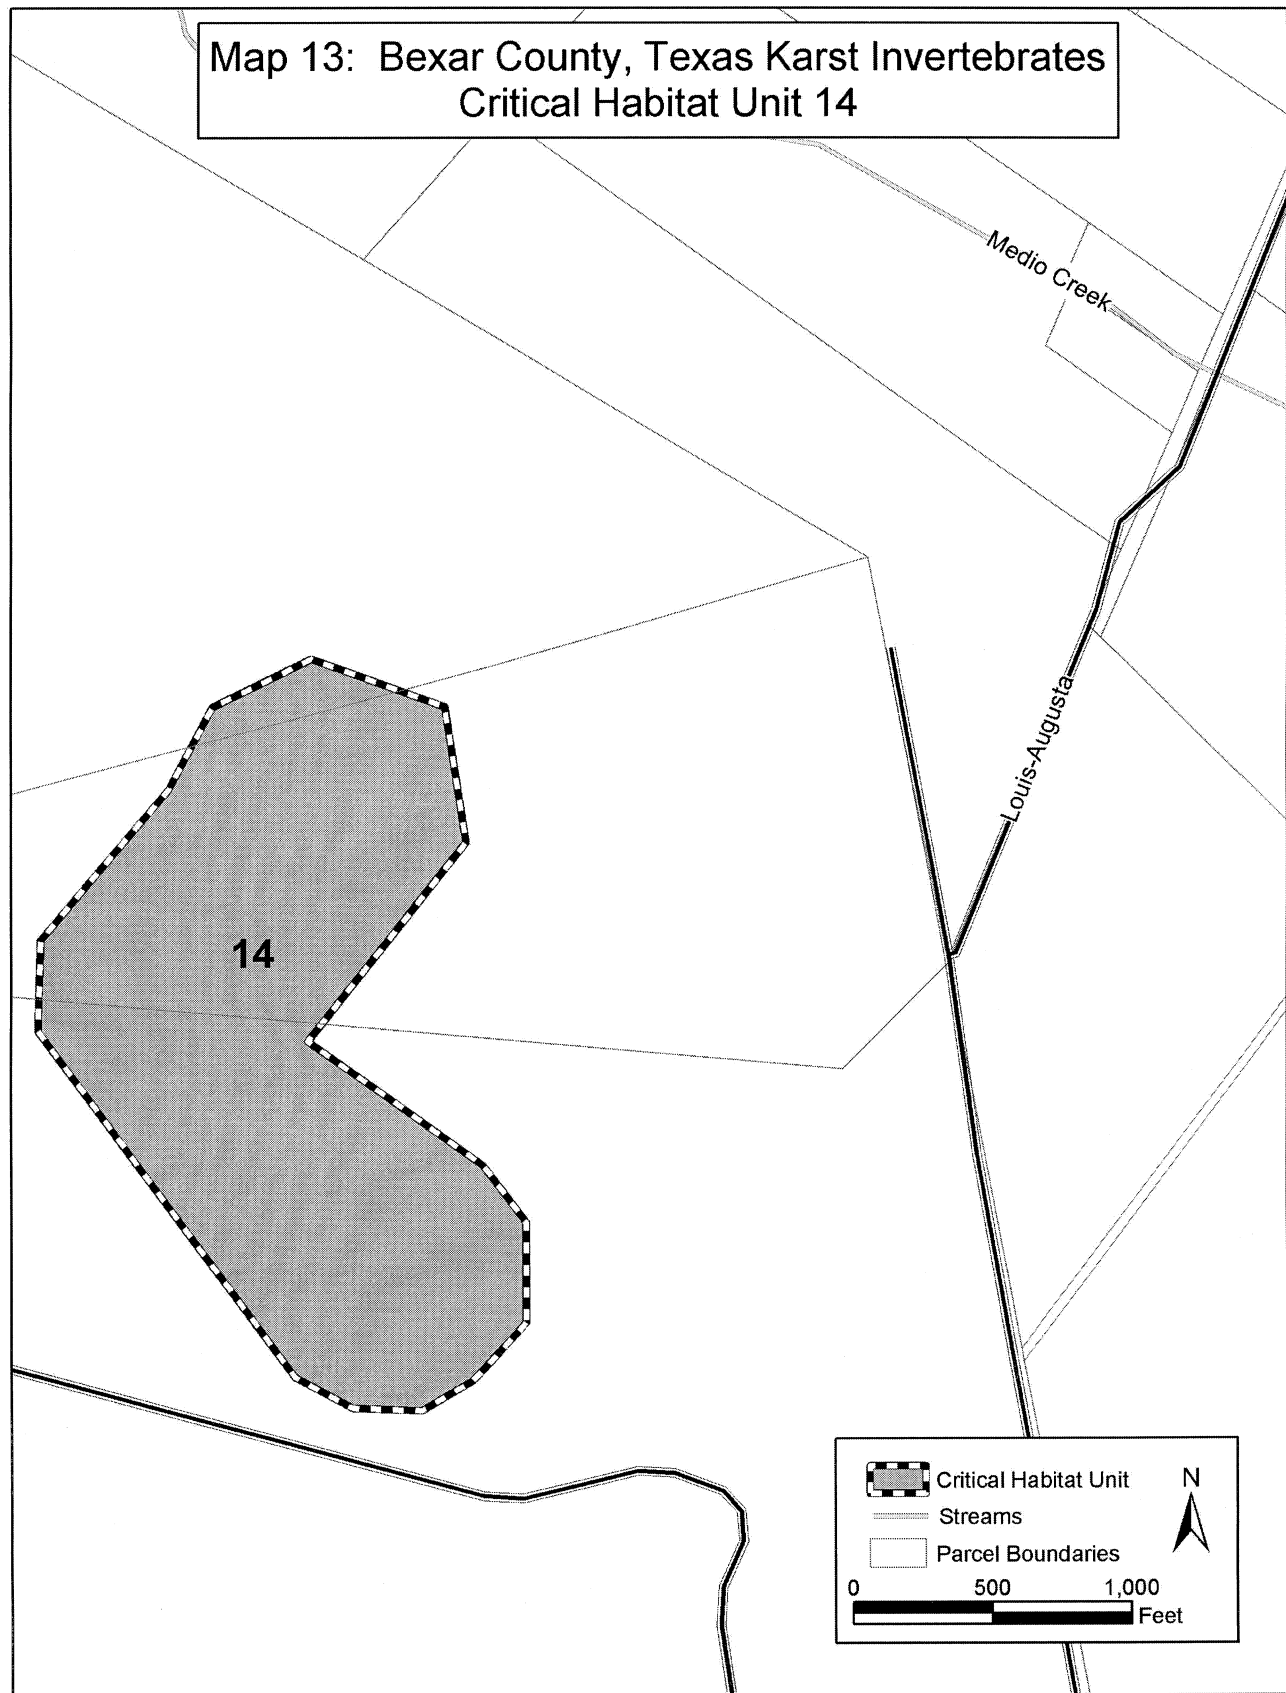 Map 13: Bexar County, Texas Karst Invertebrates
Critical Habitat Unit 14
Medio Creek
Louis-Augusta
14
Critical Habitat Unit
N
Streams
Parcel Boundaries
0 500 1,000
Feet